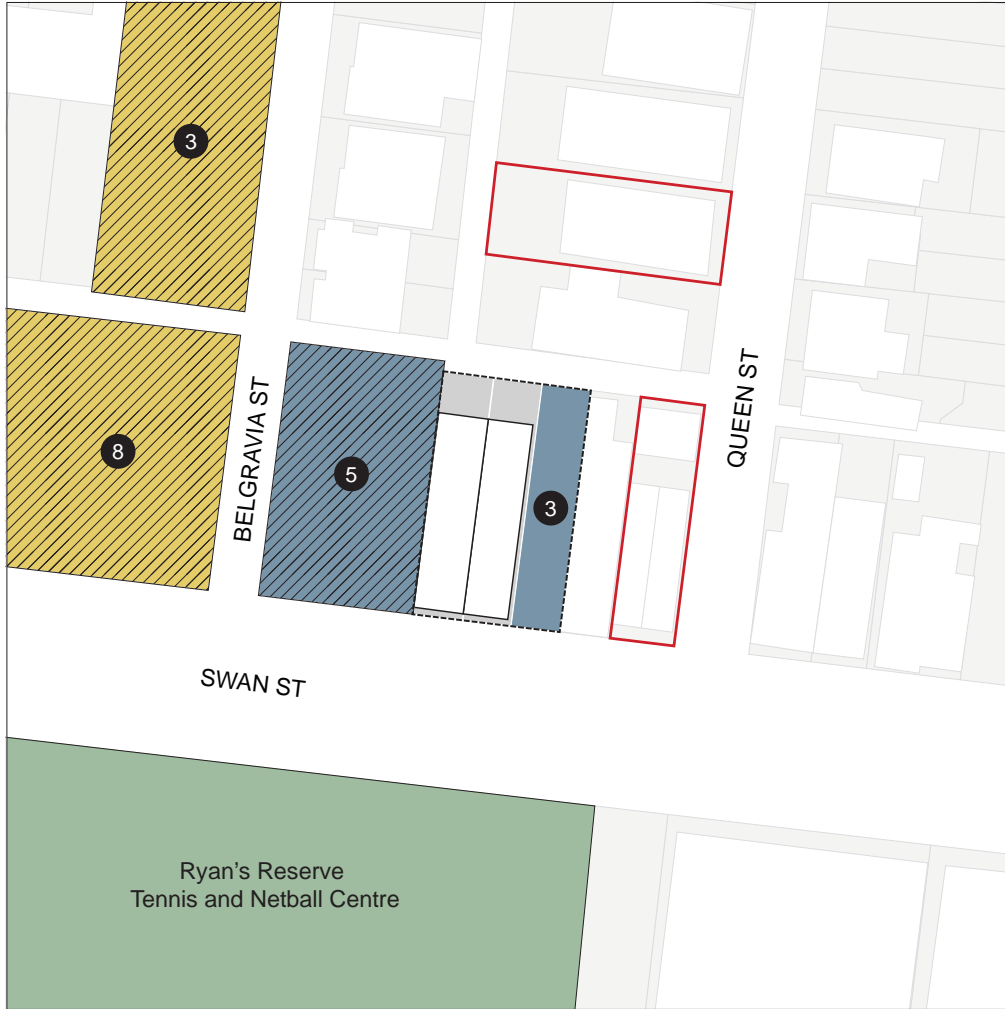 3
QUEEN ST
BELGRAVIA ST
8
5
3
SWAN ST
Ryan's Reserve
Tennis and Netball Centre